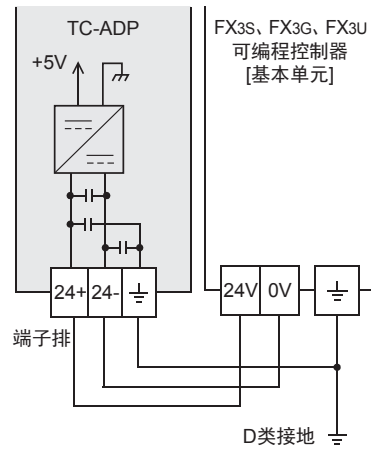 TC-ADP
+5V
FX3S、FX3G、FX3U
可编程控制器
[基本单元]
24+ 24-
24V 0V
端子排
D类接地